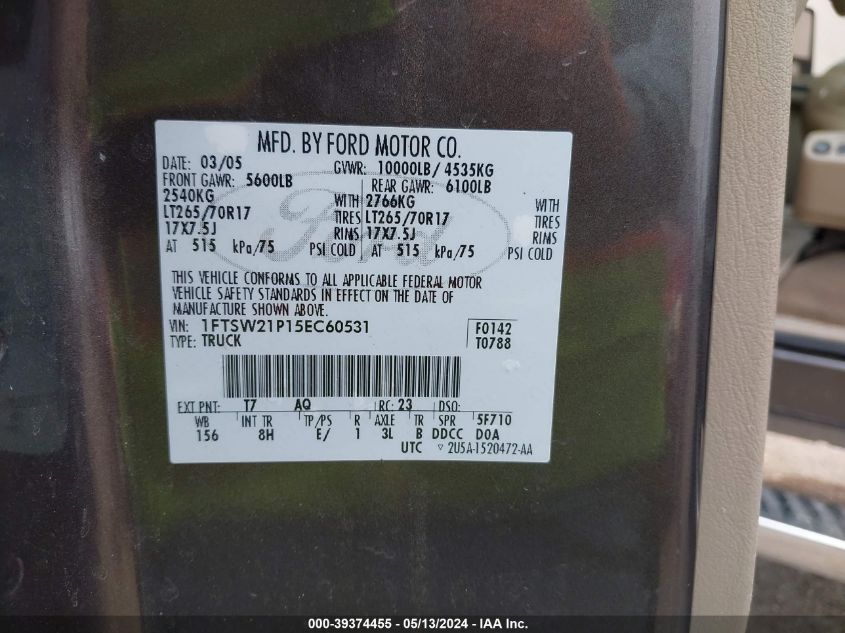 MFD. BY FORD MOTOR CO.
DATE: 03/05 GVWR: 10000LB/ 4535KG
FRONT GAWR: 5600LB REAR GAWR: 6100LB
2540KG WITH 2766KG WITH
LT265/70R17 TIRES LT265/70R17 TIRES
17X7.5J RIMS 17X7.5J RIMS
AT 515 kPa/75 PSI COLD AT 515 kPa/75 PSI COLD
Ford
THIS VEHICLE CONFORMS TO ALL APPLICABLE FEDERAL MOTOR
VEHICLE SAFETY STANDARDS IN EFFECT ON THE DATE OF
MANUFACTURE SHOWN ABOVE.
VIN: 1FTSW21P15EC60531 F0142
TYPE: TRUCK T0788
EXT PNT: T7 AQ RC: 23 DSO:
WB INT TR TP/PS R AXLE TR SPR 5F710
156 8H E/ 1 3L B DDCC D0A
UTC ▽ 2U5A-1520472-AA
000-39374455 - 05/13/2024 - IAA Inc.